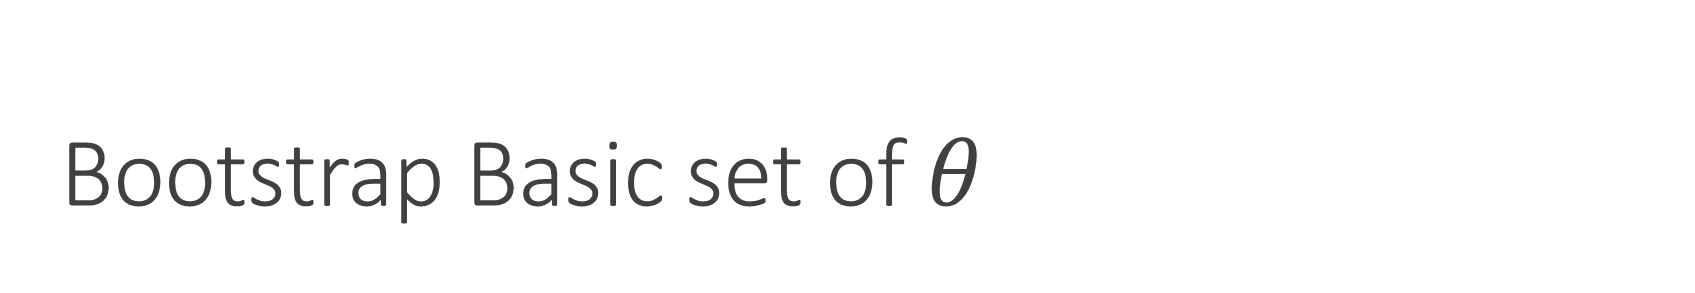 Bootstrap Basic set of 𝜃